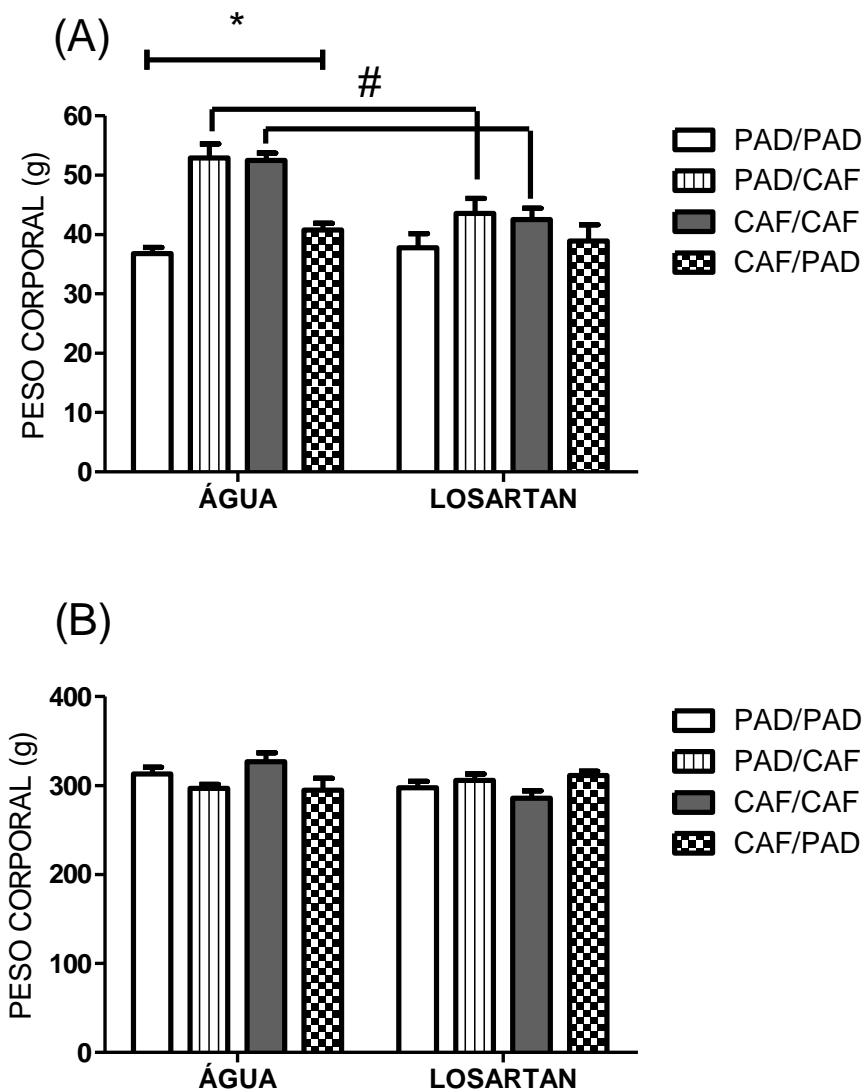 (A)
*
#
PESO CORPORAL (g)
60
50
40
30
20
10
0
ÁGUA
LOSARTAN
PAD/PAD
PAD/CAF
CAF/CAF
CAF/PAD
(B)
PESO CORPORAL (g)
400
300
200
100
0
ÁGUA
LOSARTAN
PAD/PAD
PAD/CAF
CAF/CAF
CAF/PAD